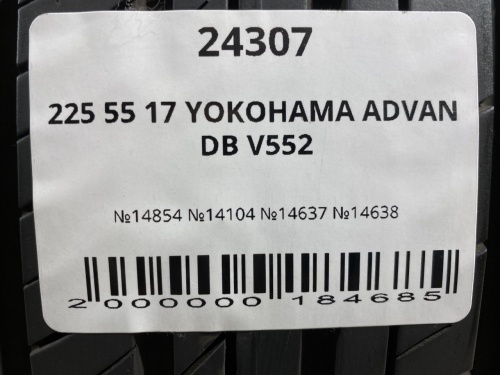 24307
225 55 17 YOKOHAMA ADVAN
DB V552
№14854 №14104 №14637 №14638
2 000000 184685